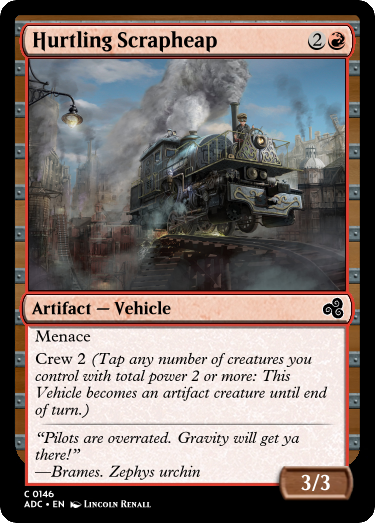 Hurtling Scrapheap 2
Artifact — Vehicle
Menace
Crew 2 (Tap any number of creatures you
control with total power 2 or more: This
Vehicle becomes an artifact creature until end
of turn.)
“Pilots are overrated. Gravity will get ya
there!”
—Brames. Zephys urchin
3/3
C 0146
ADC • EN Lincoln Renall